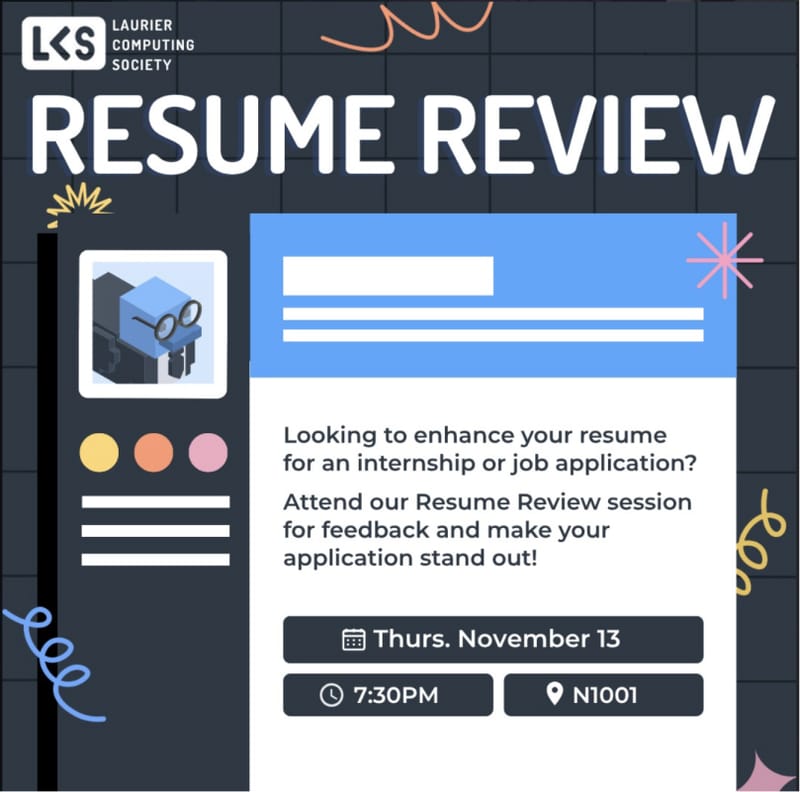 LCS
LAURIER
COMPUTING
SOCIETY
RESUME REVIEW
Looking to enhance your resume
for an internship or job application?
Attend our Resume Review session
for feedback and make your
application stand out!
Thurs. November 13
7:30PM
N1001